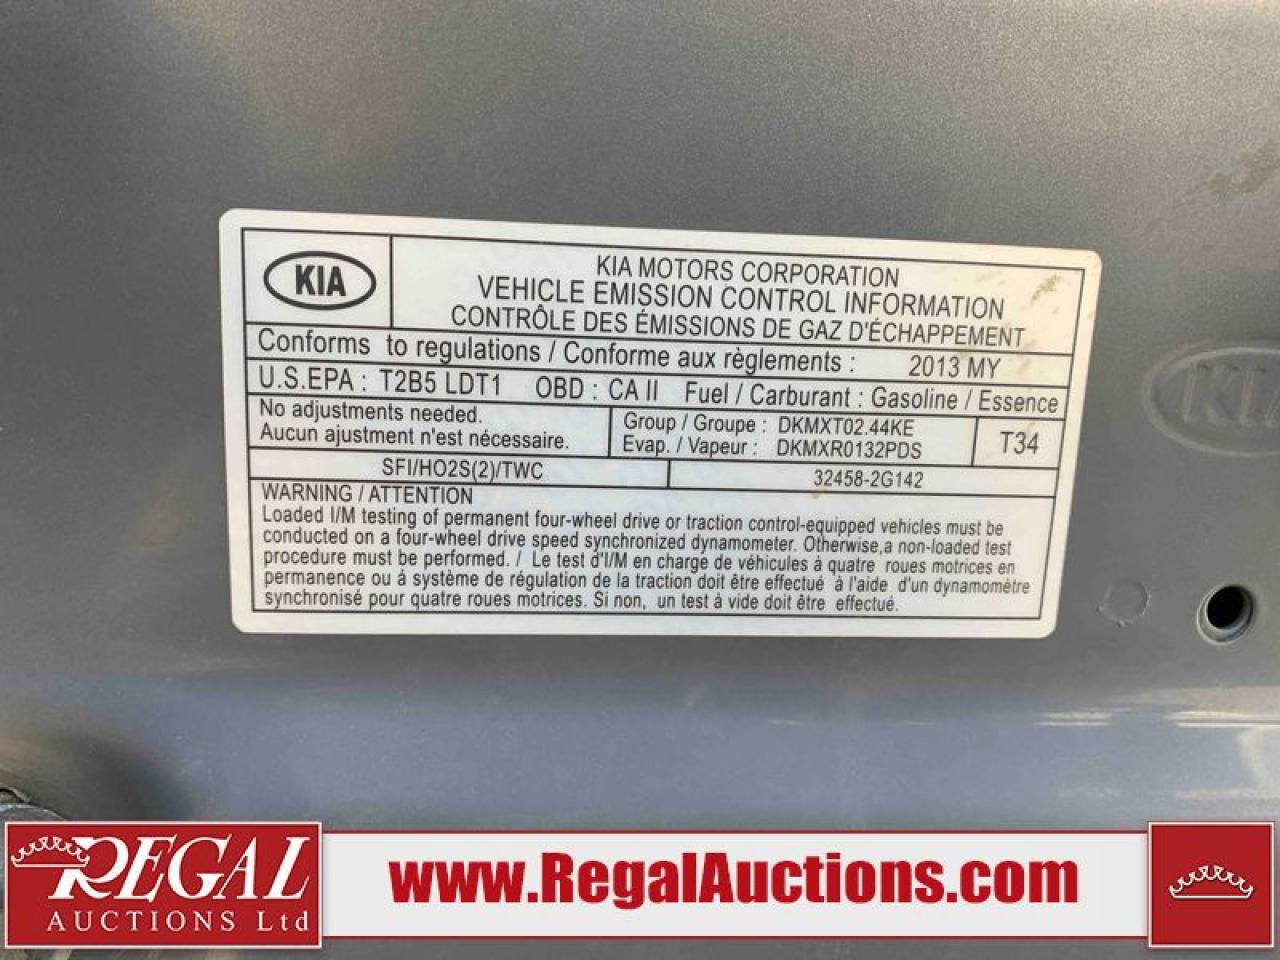 KIA
KIA MOTORS CORPORATION
VEHICLE EMISSION CONTROL INFORMATION
CONTRÔLE DES ÉMISSIONS DE GAZ D'ÉCHAPPEMENT
Conforms to regulations / Conforme aux règlements : 2013 MY
U.S.EPA : T2B5 LDT1 OBD : CA II Fuel / Carburant : Gasoline / Essence
No adjustments needed.
Aucun ajustment n'est nécessaire.
Group / Groupe : DKMXT02.44KE
Evap. / Vapeur : DKMXR0132PDS
T34
SFI/HO2S(2)/TWC
32458-2G142
WARNING / ATTENTION
Loaded I/M testing of permanent four-wheel drive or traction control-equipped vehicles must be
conducted on a four-wheel drive speed synchronized dynamometer. Otherwise,a non-loaded test
procedure must be performed. / Le test d'I/M en charge de véhicules à quatre roues motrices en
permanence ou á système de régulation de la traction doit être effectué à l'aide d'un dynamomètre
synchronisé pour quatre roues motrices. Si non, un test à vide doit être effectué.
KIA
REGAL
AUCTIONS Ltd
www.RegalAuctions.com